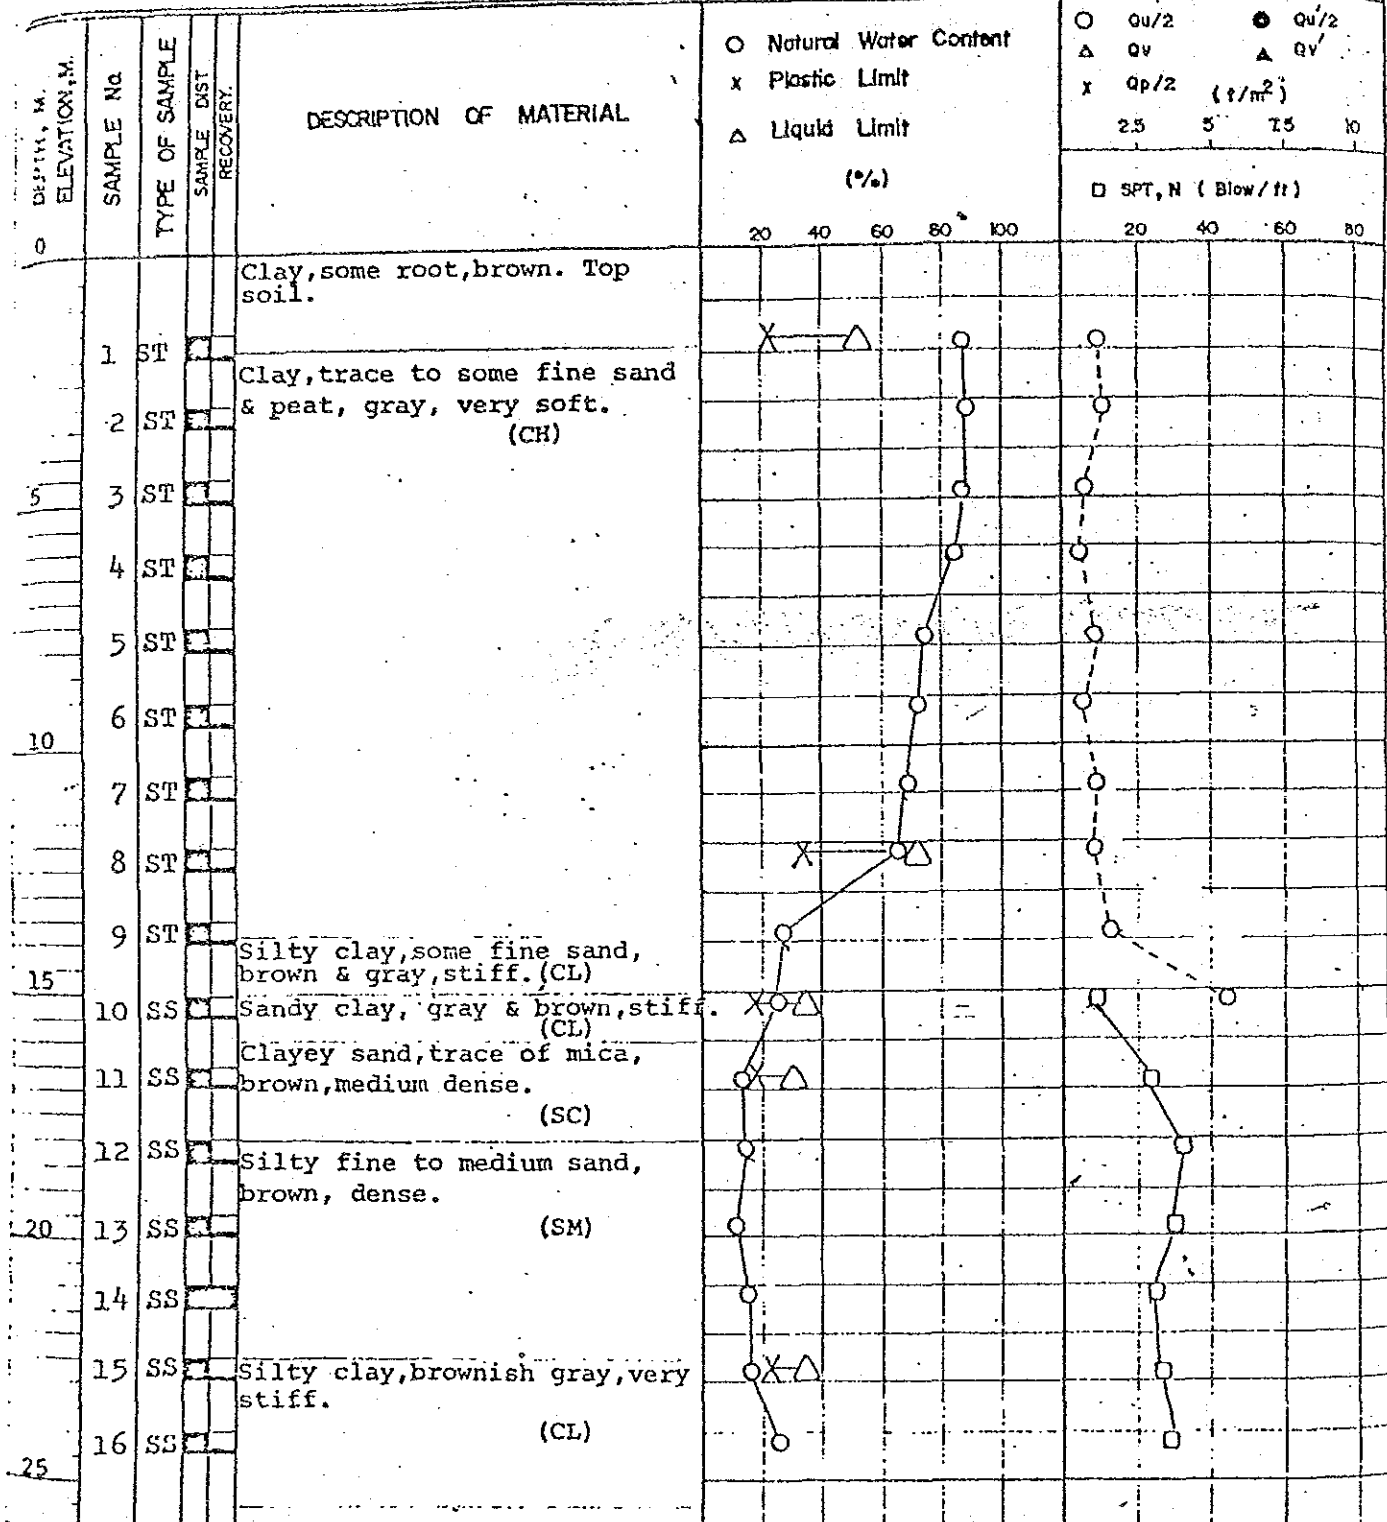 DEPTH, M.
ELEVATION, M.
SAMPLE No
TYPE OF SAMPLE
SAMPLE DIST
RECOVERY.
DESCRIPTION OF MATERIAL
O Natural Water Content
x Plastic Limit
△ Liquid Limit
(%)
20 40 60 80 100
O Qu/2 ● Qu'/2
△ Qv ▲ Qv'
x Qp/2 (t/m²)
2.5 5 7.5 10
□ SPT, N (Blow/ft)
20 40 60 80
0
Clay,some root,brown. Top
soil.
1 ST
Clay,trace to some fine sand
& peat, gray, very soft.
(CH)
2 ST
5
3 ST
4 ST
5 ST
6 ST
10
7 ST
8 ST
9 ST
Silty clay,some fine sand,
brown & gray,stiff.(CL)
15
10 SS
Sandy clay, gray & brown,stiff.
(CL)
Clayey sand,trace of mica,
brown,medium dense.
(SC)
11 SS
12 SS
Silty fine to medium sand,
brown, dense.
(SM)
20
13 SS
14 SS
15 SS
Silty clay,brownish gray,very
stiff.
(CL)
16 SS
25